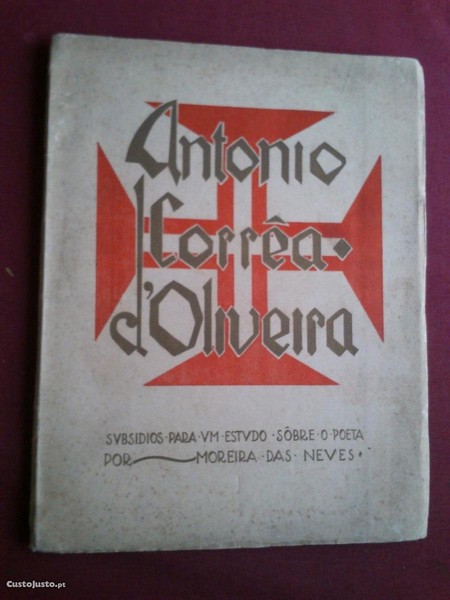 Antonio
Corrêa·
d'Oliveira
SVBSIDIOS·PARA·VM·ESTVDO·SÔBRE·O·POETA
POR MOREIRA·DAS·NEVES·
CustoJusto.pt